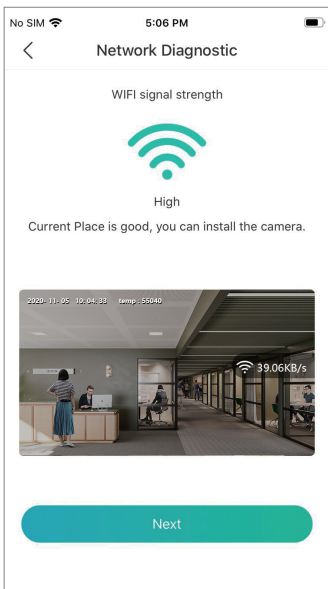 No SIM 5:06 PM
Network Diagnostic
WIFI signal strength
High
Current Place is good, you can install the camera.
2020-11-05 10:04:33 temp:55040
39.06KB/s
Next